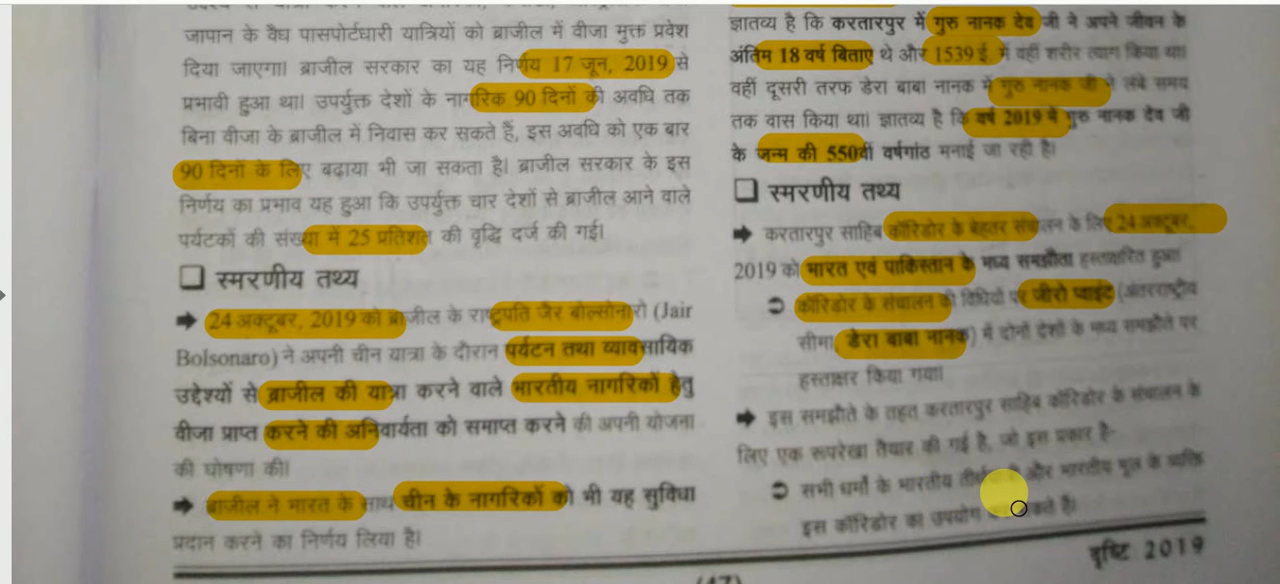 जापान के वैध पासपोर्टधारी यात्रियों को ब्राजील में वीजा मुक्त प्रवेश
दिया जाएगा। ब्राजील सरकार का यह निर्णय 17 जून, 2019 से
प्रभावी हुआ था। उपर्युक्त देशों के नागरिक 90 दिनों की अवधि तक
बिना वीजा के ब्राजील में निवास कर सकते हैं, इस अवधि को एक बार
90 दिनों के लिए बढ़ाया भी जा सकता है। ब्राजील सरकार के इस
निर्णय का प्रभाव यह हुआ कि उपर्युक्त चार देशों से ब्राजील आने वाले
पर्यटकों की संख्या में 25 प्रतिशत की वृद्धि दर्ज की गई।
❑ स्मरणीय तथ्य
➡ 24 अक्टूबर, 2019 को ब्राजील के राष्ट्रपति जैर बोल्सोनारो (Jair
Bolsonaro) ने अपनी चीन यात्रा के दौरान पर्यटन तथा व्यावसायिक
उद्देश्यों से ब्राजील की यात्रा करने वाले भारतीय नागरिकों हेतु
वीजा प्राप्त करने की अनिवार्यता को समाप्त करने की अपनी योजना
की घोषणा की।
➡ ब्राजील ने भारत के साथ चीन के नागरिकों को भी यह सुविधा
प्रदान करने का निर्णय लिया है।
ज्ञातव्य है कि करतारपुर में गुरु नानक देव जी ने अपने जीवन के
अंतिम 18 वर्ष बिताए थे और 1539 ई. में वहीं शरीर त्याग किया था।
वहीं दूसरी तरफ डेरा बाबा नानक में गुरु नानक जी ने लंबे समय
तक वास किया था। ज्ञातव्य है कि वर्ष 2019 में गुरु नानक देव जी
के जन्म की 550वीं वर्षगांठ मनाई जा रही है।
❑ स्मरणीय तथ्य
➡ करतारपुर साहिब कॉरिडोर के बेहतर संचालन के लिए 24 अक्टूबर,
2019 को भारत एवं पाकिस्तान के मध्य समझौता हस्ताक्षरित हुआ।
➲ कॉरिडोर के संचालन की विधियों पर जीरो प्वाइंट (अंतरराष्ट्रीय
सीमा, डेरा बाबा नानक) में दोनों देशों के मध्य समझौते पर
हस्ताक्षर किया गया।
➡ इस समझौते के तहत करतारपुर साहिब कॉरिडोर के संचालन के
लिए एक रूपरेखा तैयार की गई है, जो इस प्रकार है-
➲ सभी धर्मों के भारतीय और भारतीय मूल के व्यक्ति
इस कॉरिडोर का उपयोग सकते हैं।
दृष्टि 2019